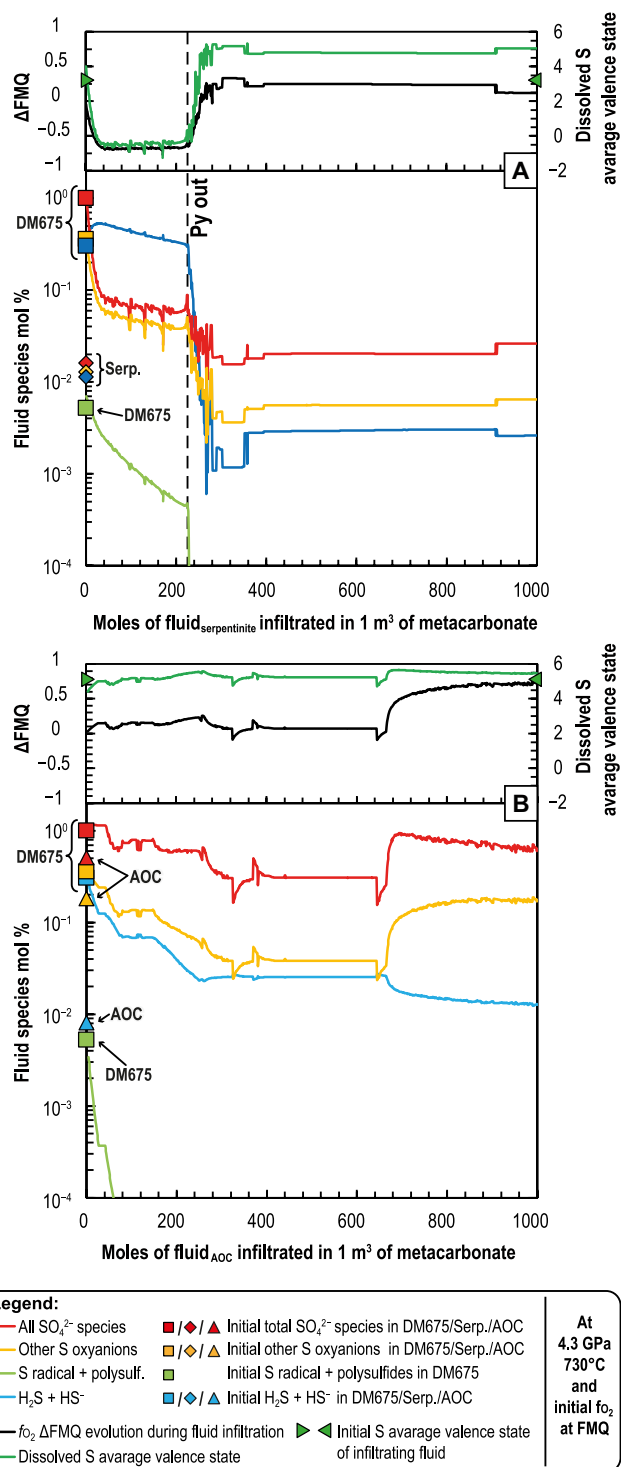 1
0.5
0
−0.5
−1
ΔFMQ
6
4
2
0
−2
Dissolved S
avarage valence state
A
Py out
10⁰
10⁻¹
10⁻²
10⁻³
10⁻⁴
Fluid species mol %
DM675
Serp.
DM675
0 200 400 600 800 1000
Moles of fluid serpentinite infiltrated in 1 m³ of metacarbonate
1
0.5
0
−0.5
−1
ΔFMQ
6
4
2
0
−2
Dissolved S
avarage valence state
B
10⁰
10⁻¹
10⁻²
10⁻³
10⁻⁴
Fluid species mol %
DM675
AOC
AOC
DM675
0 200 400 600 800 1000
Moles of fluid AOC infiltrated in 1 m³ of metacarbonate
Legend:
All SO₄²⁻ species
Other S oxyanions
S radical + polysulf.
H₂S + HS⁻
/ / Initial total SO₄²⁻ species in DM675/Serp./AOC
/ / Initial other S oxyanions in DM675/Serp./AOC
Initial S radical + polysulfides in DM675
/ / Initial H₂S + HS⁻ in DM675/Serp./AOC
fo₂ ΔFMQ evolution during fluid infiltration
Dissolved S avarage valence state
Initial S avarage valence state
of infiltrating fluid
At
4.3 GPa
730°C
and
initial fo₂
at FMQ